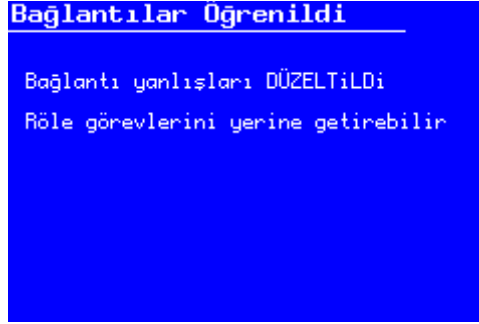 Bağlantılar Öğrenildi
Bağlantı yanlışları DÜZELTiLDi
Röle görevlerini yerine getirebilir